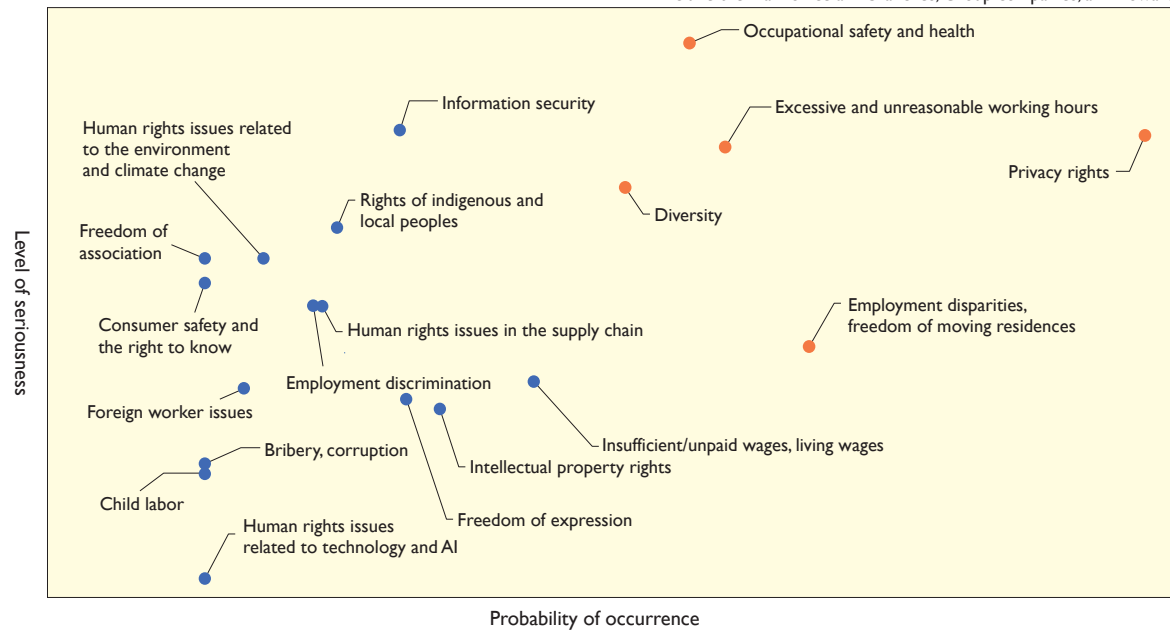 Occupational safety and health
Information security
Excessive and unreasonable working hours
Human rights issues related
to the environment
and climate change
Privacy rights
Rights of indigenous and
local peoples
Diversity
Freedom of
association
Level of seriousness
Employment disparities,
freedom of moving residences
Consumer safety and
the right to know
Human rights issues in the supply chain
Employment discrimination
Foreign worker issues
Insufficient/unpaid wages, living wages
Bribery, corruption
Intellectual property rights
Child labor
Freedom of expression
Human rights issues
related to technology and AI
Probability of occurrence